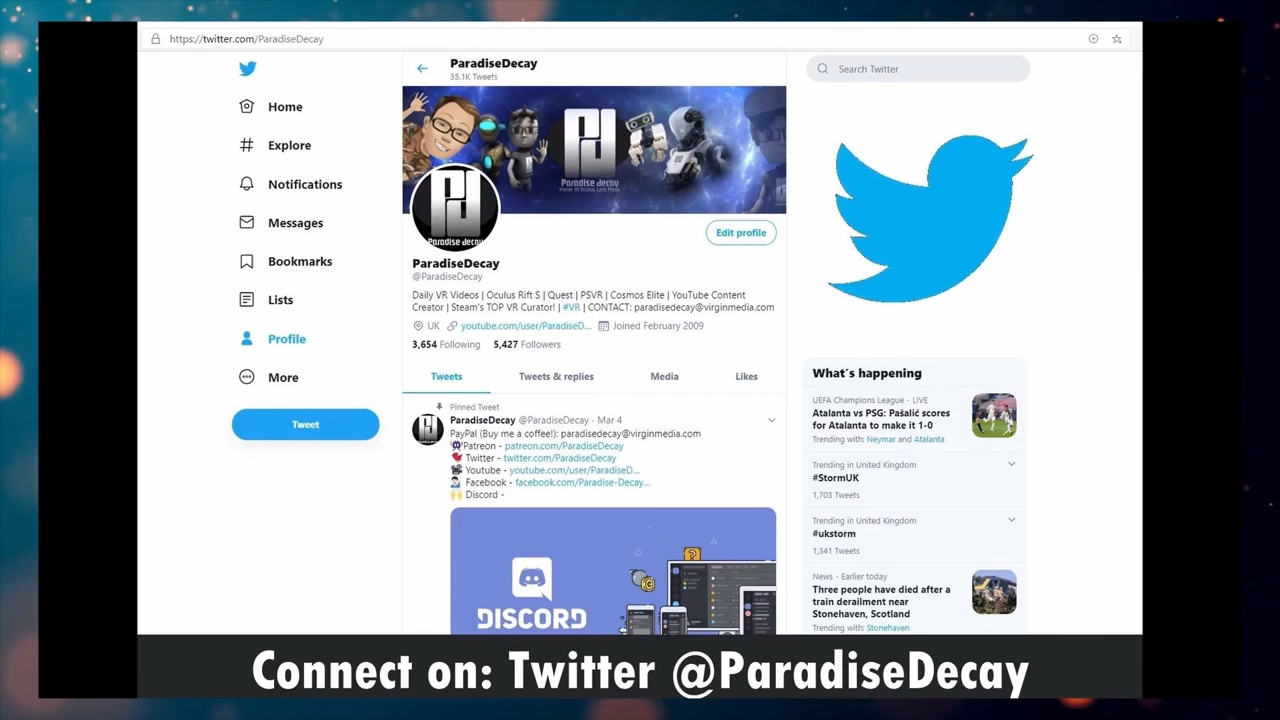 https://twitter.com/ParadiseDecay
Home
Explore
Notifications
Messages
Bookmarks
Lists
Profile
More
Tweet
ParadiseDecay
35.1K Tweets
PD
Paradise decay
PD
Paradise decay
Edit profile
ParadiseDecay
@ParadiseDecay
Daily VR Videos | Oculus Rift S | Quest | PSVR | Cosmos Elite | YouTube Content
Creator | Steam's TOP VR Curator! | #VR | CONTACT: paradisedecay@virginmedia.com
UK youtube.com/user/ParadiseD... Joined February 2009
3,654 Following 5,427 Followers
Tweets Tweets & replies Media Likes
Pinned Tweet
ParadiseDecay @ParadiseDecay · Mar 4
PayPal (Buy me a coffee!): paradisedecay@virginmedia.com
Patreon - patreon.com/ParadiseDecay
Twitter - twitter.com/ParadiseDecay
Youtube - youtube.com/user/ParadiseD...
Facebook - facebook.com/Paradise-Decay...
Discord -
DISCORD
Search Twitter
What's happening
UEFA Champions League · LIVE
Atalanta vs PSG: Pašalić scores
for Atalanta to make it 1-0
Trending with: Neymar and Atalanta
Trending in United Kingdom
#StormUK
1,703 Tweets
Trending in United Kingdom
#ukstorm
1,341 Tweets
News · Earlier today
Three people have died after a
train derailment near
Stonehaven, Scotland
Trending with: Stonehaven
Connect on: Twitter @ParadiseDecay